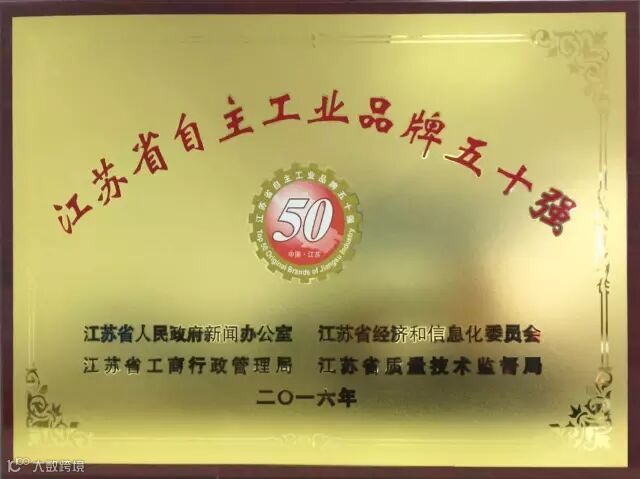 江苏省自主工业品牌五十强
江苏省自主工业品牌五十强
50
中国·江苏
Top 50 Original Brands of Jiangsu Industry
江苏省人民政府新闻办公室 江苏省经济和信息化委员会
江苏省工商行政管理局 江苏省质量技术监督局
二〇一六年
大数跨境